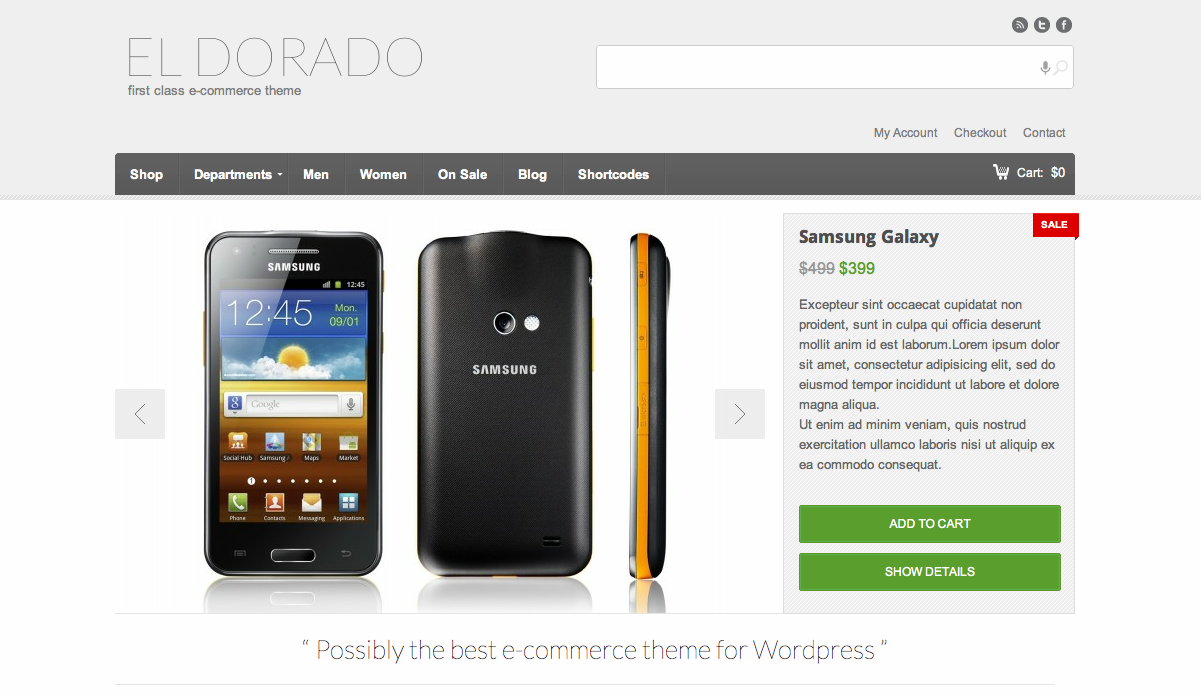 EL DORADO
first class e-commerce theme
My Account Checkout Contact
Shop Departments Men Women On Sale Blog Shortcodes Cart: $0
SAMSUNG
12:45
12:45
Mon.
09/01
8 Google
Social Hub Samsung Maps Market
1
Phone Contacts Messaging Applications
SAMSUNG
SALE
Samsung Galaxy
$499 $399
Excepteur sint occaecat cupidatat non
proident, sunt in culpa qui officia deserunt
mollit anim id est laborum.Lorem ipsum dolor
sit amet, consectetur adipisicing elit, sed do
eiusmod tempor incididunt ut labore et dolore
magna aliqua.
Ut enim ad minim veniam, quis nostrud
exercitation ullamco laboris nisi ut aliquip ex
ea commodo consequat.
ADD TO CART
SHOW DETAILS
“ Possibly the best e-commerce theme for Wordpress ”